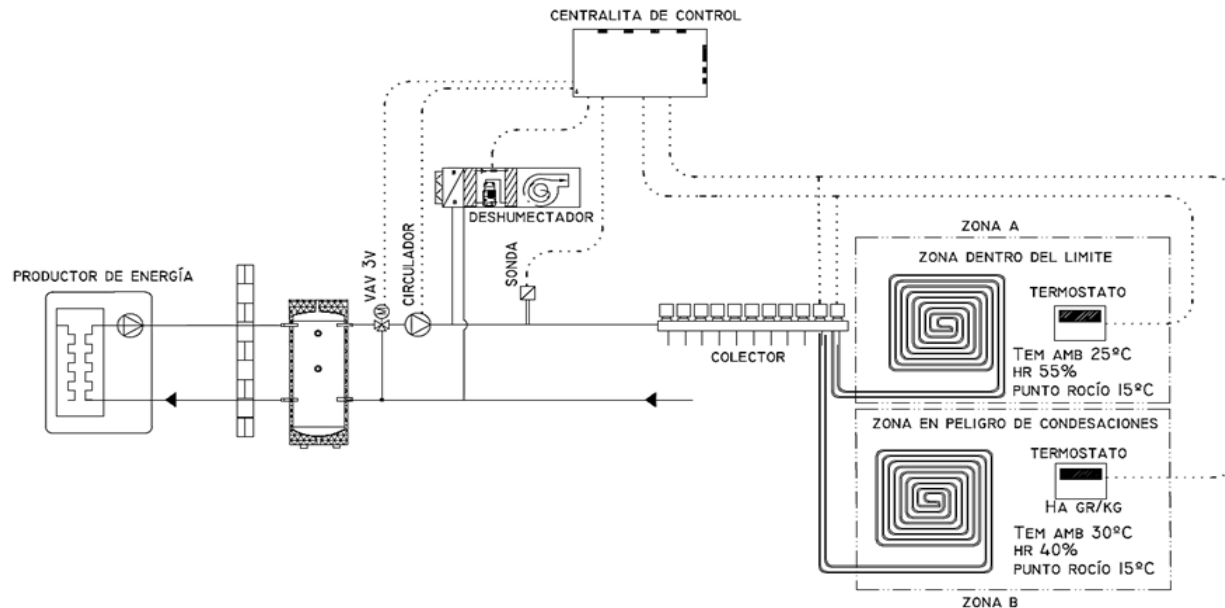 CENTRALITA DE CONTROL
DESHUMECTADOR
VAV 3V
CIRCULADOR
SONDA
PRODUCTOR DE ENERGÍA
COLECTOR
ZONA A
ZONA DENTRO DEL LIMITE
TERMOSTATO
TEM AMB 25ºC
HR 55%
PUNTO ROCÍO 15ºC
ZONA EN PELIGRO DE CONDESACIONES
TERMOSTATO
HA GR/KG
TEM AMB 30ºC
HR 40%
PUNTO ROCÍO 15ºC
ZONA B
M